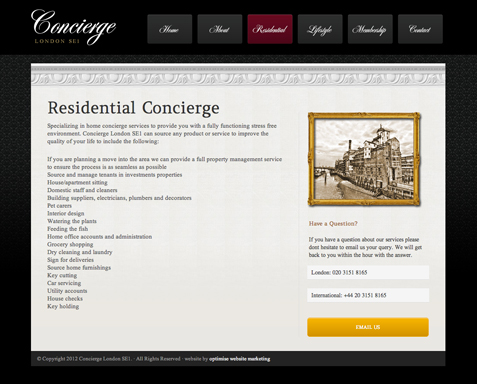 Concierge
LONDON SE1
Home
About
Residential
Lifestyle
Membership
Contact
Residential Concierge
Specializing in home concierge services to provide you with a fully functioning stress free
environment. Concierge London SE1 can source any product or service to improve the
quality of your life to include the following:
If you are planning a move into the area we can provide a full property management service
to ensure the process is as seamless as possible
Source and manage tenants in investments properties
House/apartment sitting
Domestic staff and cleaners
Building suppliers, electricians, plumbers and decorators
Pet carers
Interior design
Watering the plants
Feeding the fish
Home office accounts and administration
Grocery shopping
Dry cleaning and laundry
Sign for deliveries
Source home furnishings
Key cutting
Car servicing
Utility accounts
House checks
Key holding
Have a Question?
If you have a question about our services please
dont hesitate to email us your query. We will get
back to you within the hour with the answer.
London: 020 3151 8165
International: +44 20 3151 8165
EMAIL US
© Copyright 2012 Concierge London SE1. · All Rights Reserved · website by optimise website marketing